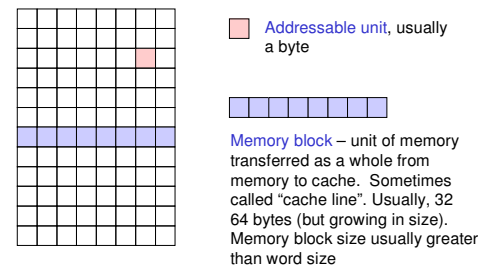 Addressable unit, usually
a byte
Memory block – unit of memory
transferred as a whole from
memory to cache.  Sometimes
called “cache line”. Usually, 32
64 bytes (but growing in size).
Memory block size usually greater
than word size